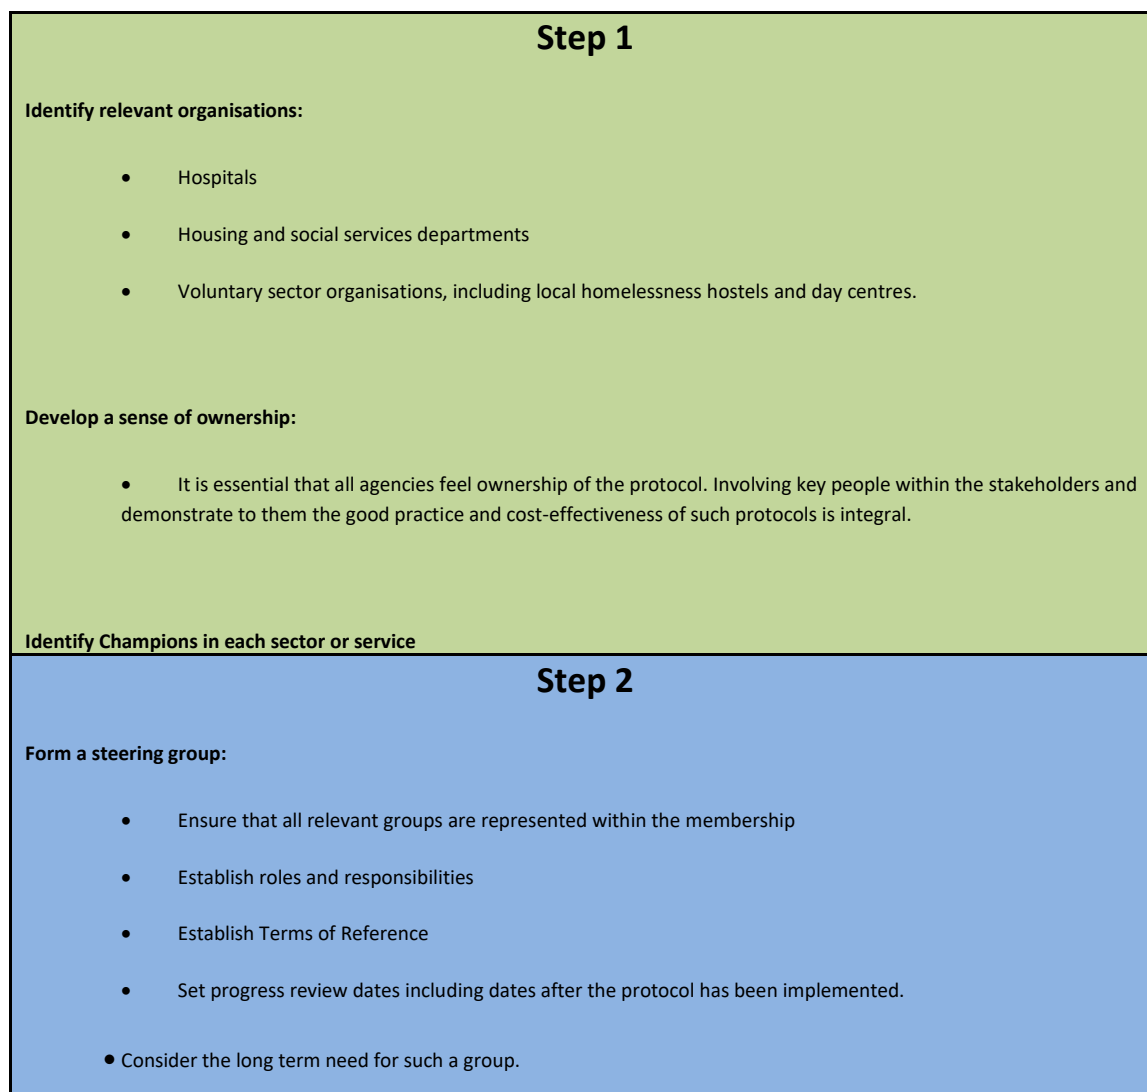 Step 1
Identify relevant organisations:
• Hospitals
• Housing and social services departments
• Voluntary sector organisations, including local homelessness hostels and day centres.
Develop a sense of ownership:
• It is essential that all agencies feel ownership of the protocol. Involving key people within the stakeholders and
demonstrate to them the good practice and cost-effectiveness of such protocols is integral.
Identify Champions in each sector or service
Step 2
Form a steering group:
• Ensure that all relevant groups are represented within the membership
• Establish roles and responsibilities
• Establish Terms of Reference
• Set progress review dates including dates after the protocol has been implemented.
• Consider the long term need for such a group.